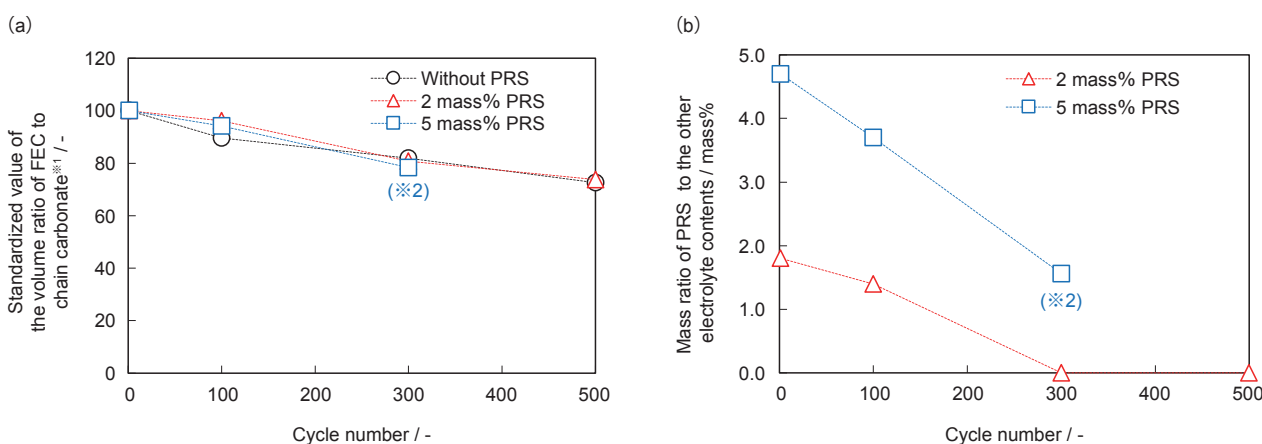 (a)
Standardized value of
the volume ratio of FEC to
chain carbonate※1 / -
120
100
80
60
40
20
0
Without PRS
2 mass% PRS
5 mass% PRS
(※2)
0 100 200 300 400 500
Cycle number / -
(b)
Mass ratio of PRS to the other
electrolyte contents / mass%
5.0
4.0
3.0
2.0
1.0
0.0
2 mass% PRS
5 mass% PRS
(※2)
0 100 200 300 400 500
Cycle number / -